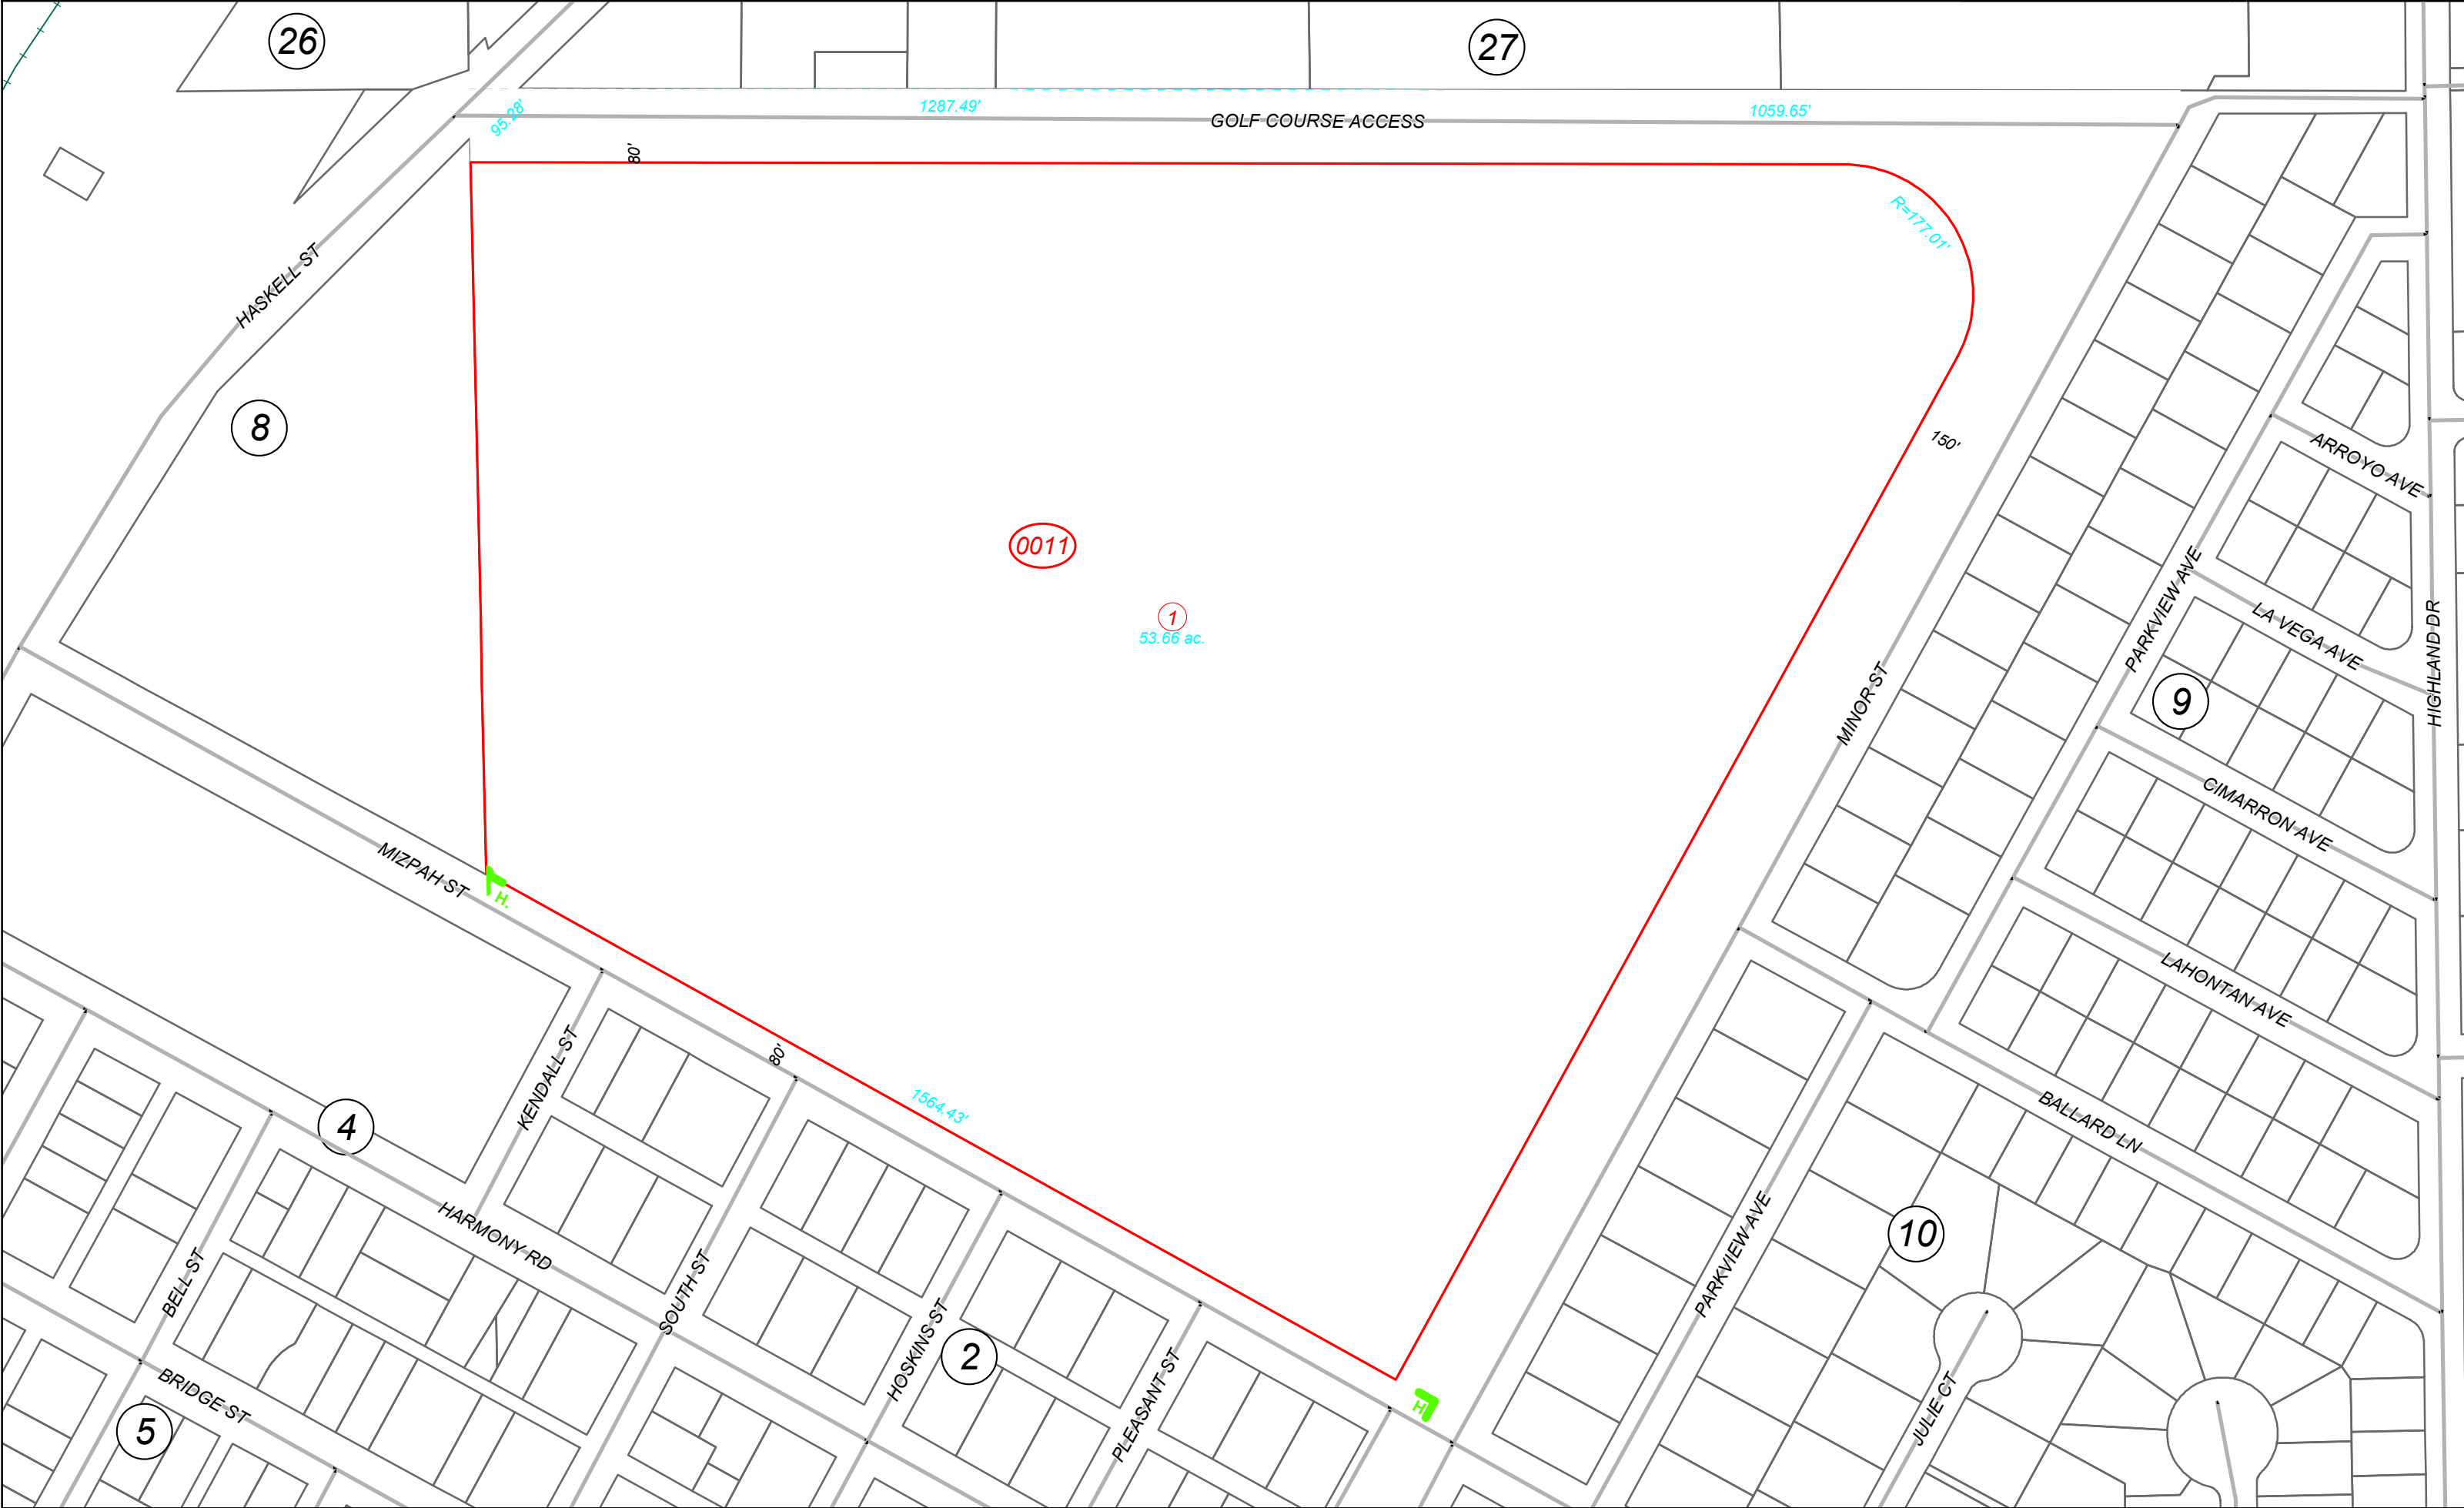 26
27
95.28'
1287.49'
1059.65'
GOLF COURSE ACCESS
80'
R=177.01'
HASKELL ST
8
150'
ARROYO AVE
0011
PARKVIEW AVE
LA VEGA AVE
1
53.66 ac.
HIGHLAND DR
MINOR ST
9
CIMARRON AVE
MIZPAH ST
H.
LAHONTAN AVE
80'
KENDALL ST
1564.43'
BALLARD LN
4
HARMONY RD
PARKVIEW AVE
10
BELL ST
SOUTH ST
HOSKINS ST
2
PLEASANT ST
BRIDGE ST
H
JULIE CT
5